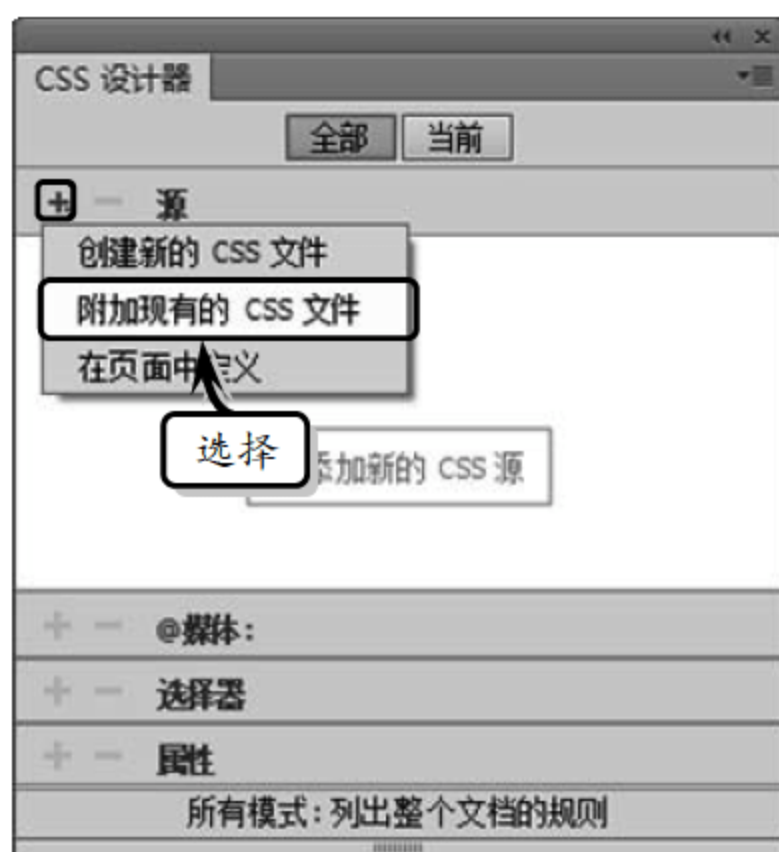 CSS 设计器
全部 当前
源
创建新的 CSS 文件
附加现有的 CSS 文件
在页面中定义
选择
添加新的 CSS 源
@媒体:
选择器
属性
所有模式:列出整个文档的规则